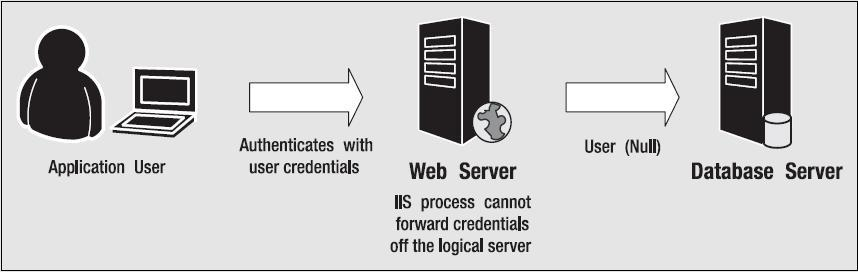 Application User
Authenticates with
user credentials
Web Server
IIS process cannot
forward credentials
off the logical server
User (Null)
Database Server